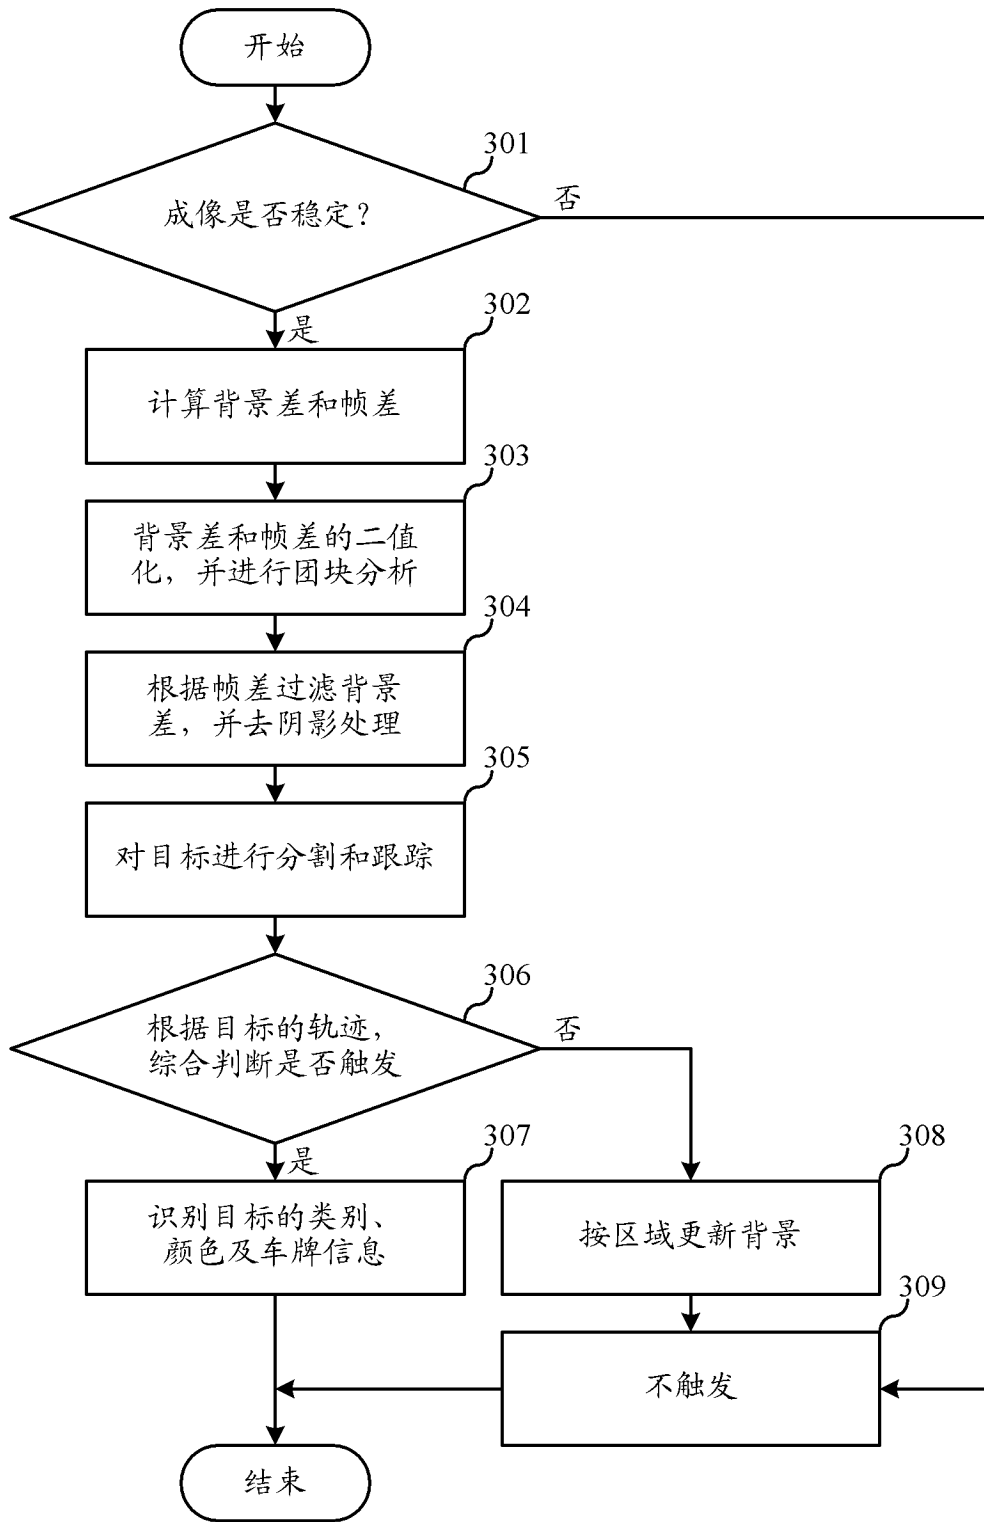 开始
301
成像是否稳定？
否
是
302
计算背景差和帧差
303
背景差和帧差的二值
化，并进行团块分析
304
根据帧差过滤背景
差，并去阴影处理
305
对目标进行分割和跟踪
306
根据目标的轨迹，
综合判断是否触发
否
是
307
识别目标的类别、
颜色及车牌信息
308
按区域更新背景
309
不触发
结束